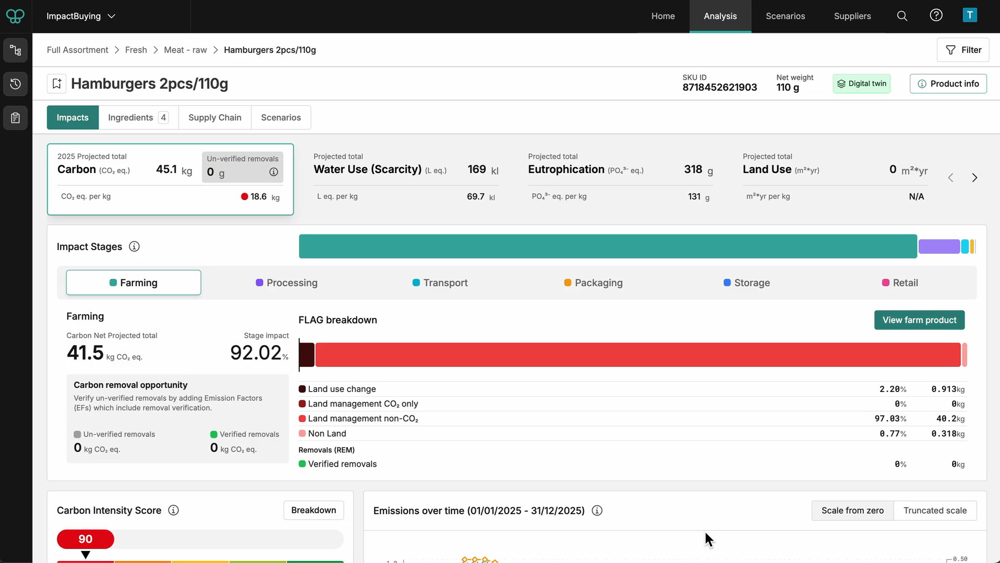 ImpactBuying
Home
Analysis
Scenarios
Suppliers
T
Full Assortment
Fresh
Meat - raw
Hamburgers 2pcs/110g
Filter
Hamburgers 2pcs/110g
SKU ID
8718452621903
Net weight
110 g
Digital twin
Product info
Impacts
Ingredients 4
Supply Chain
Scenarios
2025 Projected total
Carbon (CO₂ eq.) 45.1 kg
Un-verified removals
0 g
CO₂ eq. per kg 18.6 kg
Projected total
Water Use (Scarcity) (L eq.) 169 kl
L eq. per kg 69.7 kl
Projected total
Eutrophication (PO₄³⁻ eq.) 318 g
PO₄³⁻ eq. per kg 131 g
Projected total
Land Use (m²*yr) 0 m²*yr
m²*yr per kg N/A
Impact Stages
Farming
Processing
Transport
Packaging
Storage
Retail
Farming
Carbon Net Projected total
41.5 kg CO₂ eq.
Stage impact
92.02%
Carbon removal opportunity
Verify un-verified removals by adding Emission Factors
(EFs) which include removal verification.
Un-verified removals
0 kg CO₂ eq.
Verified removals
0 kg CO₂ eq.
FLAG breakdown
View farm product
Land use change 2.20% 0.913kg
Land management CO₂ only 0% 0kg
Land management non-CO₂ 97.03% 40.2kg
Non Land 0.77% 0.318kg
Removals (REM)
Verified removals 0% 0kg
Carbon Intensity Score
Breakdown
90
Emissions over time (01/01/2025 - 31/12/2025)
Scale from zero
Truncated scale
0.50